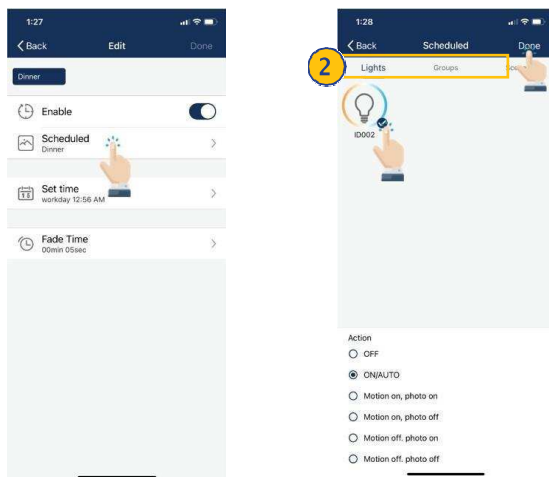 1:27
Back Edit Done
Dinner
Enable
Scheduled
Dinner
Set time
workday 12:56 AM
Fade Time
00min 05sec
1:28
Back Scheduled Done
2
Lights Groups
ID002
Action
OFF
ON/AUTO
Motion on, photo on
Motion on, photo off
Motion off. photo on
Motion off. photo off